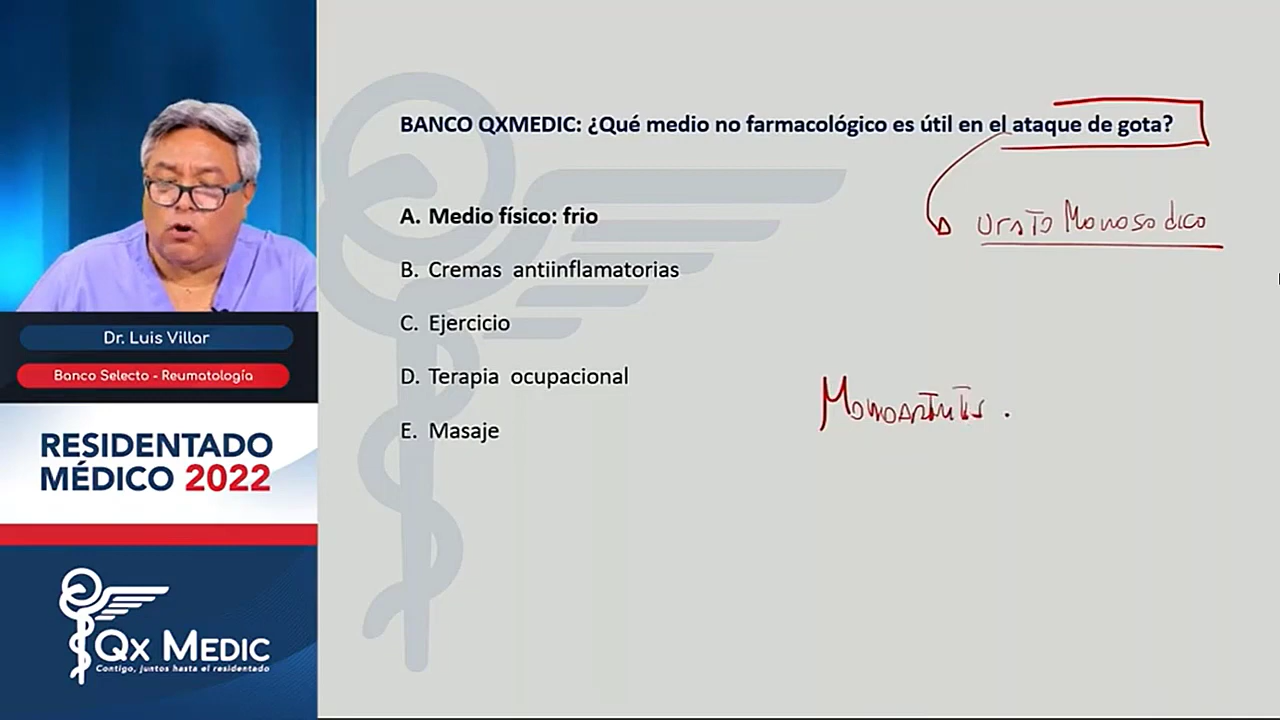 BANCO QXMEDIC: ¿Qué medio no farmacológico es útil en el ataque de gota?
A. Medio físico: frio
B. Cremas antiinflamatorias
C. Ejercicio
D. Terapia ocupacional
E. Masaje
Urato Monosodico
Monoartritis.
Dr. Luis Villar
Banco Selecto - Reumatología
RESIDENTADO
MÉDICO 2022
QX MEDIC
Contigo, juntos hasta el residentado